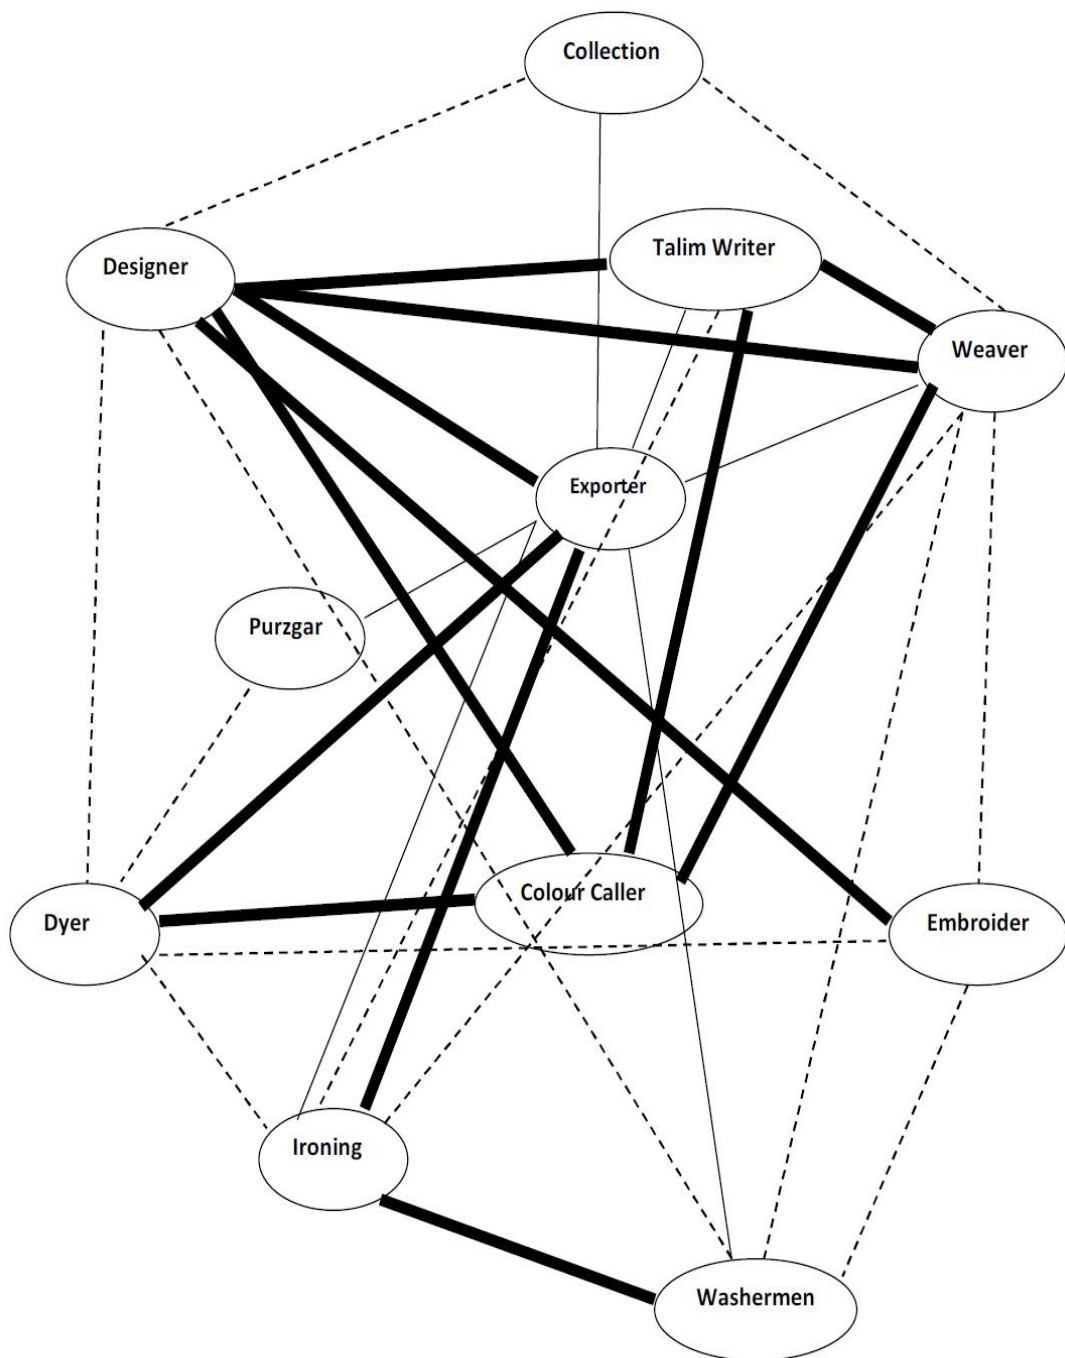 Collection
Talim Writer
Designer
Weaver
Exporter
Purzgar
Colour Caller
Dyer
Embroider
Ironing
Washermen